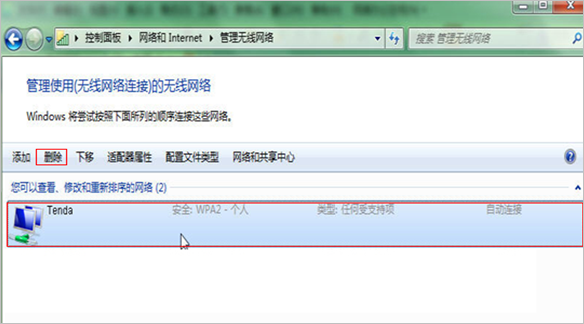 控制面板 ▸ 网络和 Internet ▸ 管理无线网络
搜索 管理无线网络
管理使用(无线网络连接)的无线网络
Windows 将尝试按照下面所列的顺序连接这些网络。
添加 删除 下移 适配器属性 配置文件类型 网络和共享中心
您可以查看、修改和重新排序的网络 (2)
Tenda 安全: WPA2 - 个人 类型: 任何受支持项 自动连接